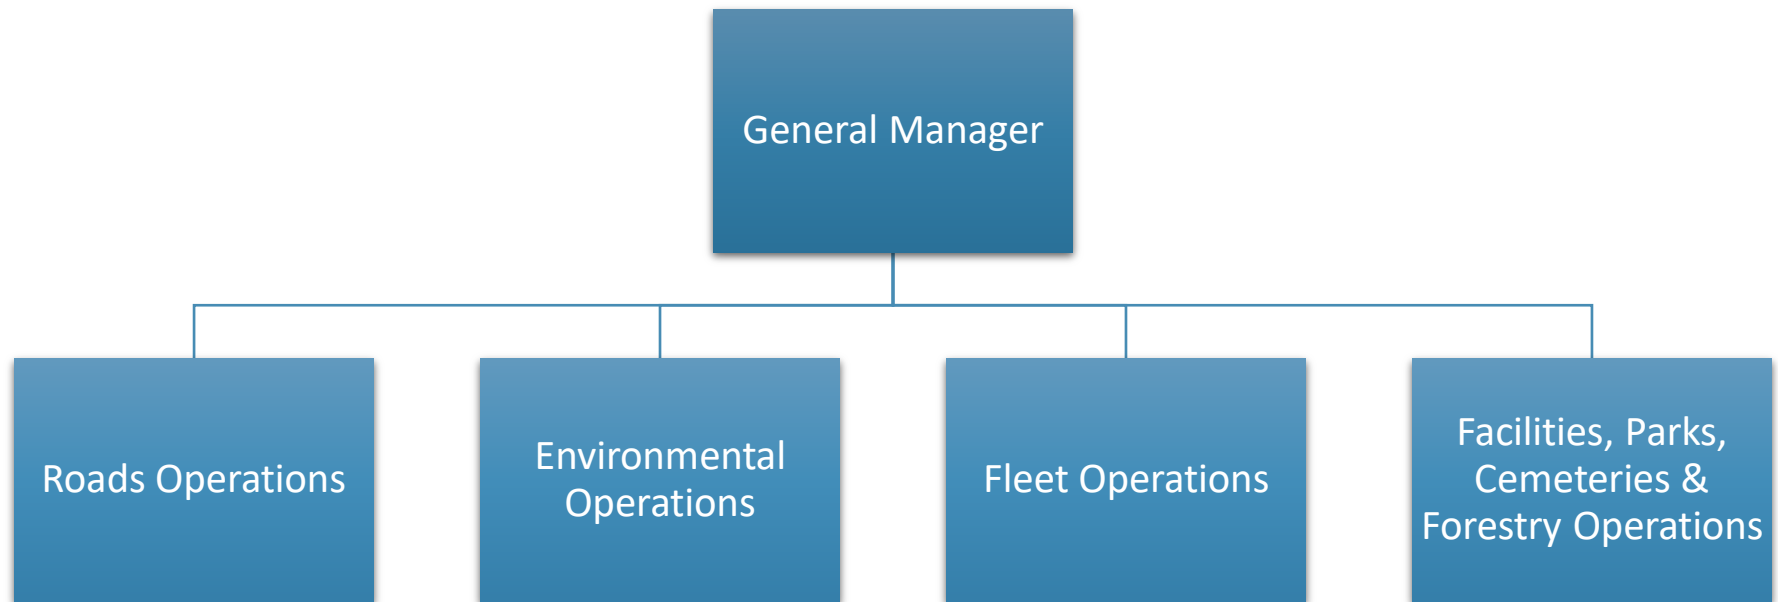 General Manager
Roads Operations
Environmental
Operations
Fleet Operations
Facilities, Parks,
Cemeteries &
Forestry Operations